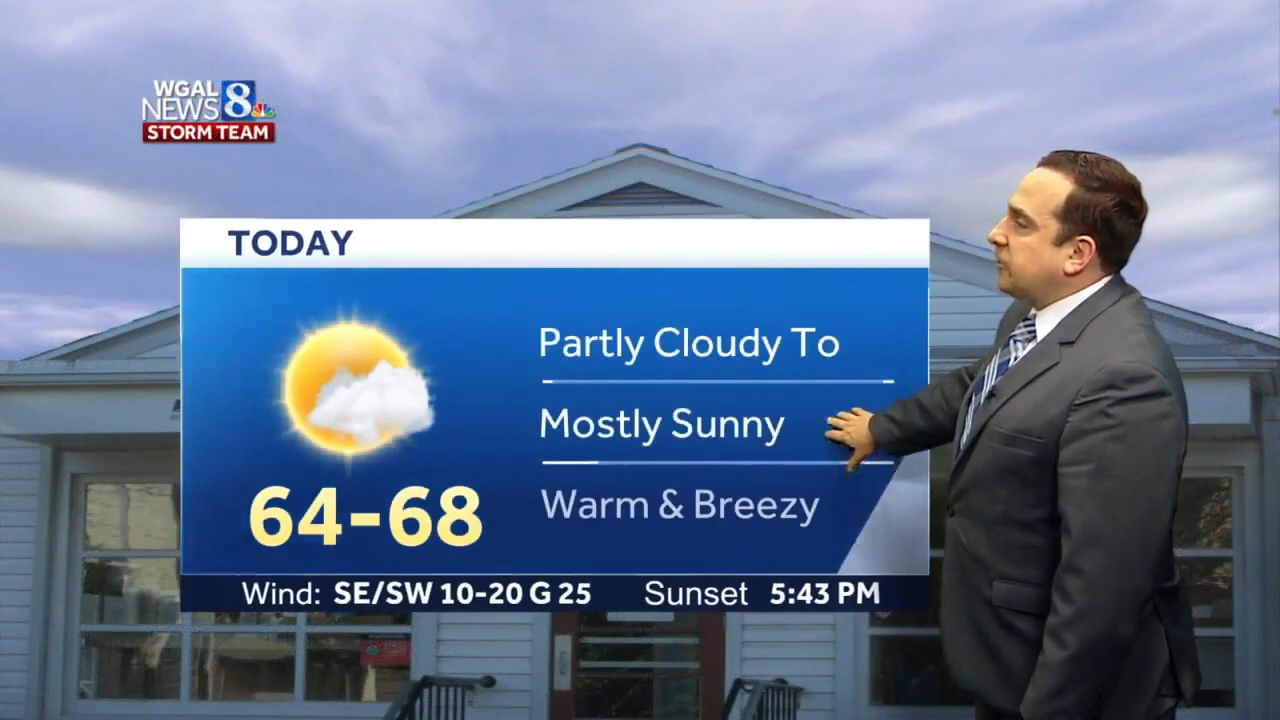 WGAL
NEWS 8
STORM TEAM
TODAY
Partly Cloudy To
Mostly Sunny
64-68
Warm & Breezy
Wind: SE/SW 10-20 G 25 Sunset 5:43 PM